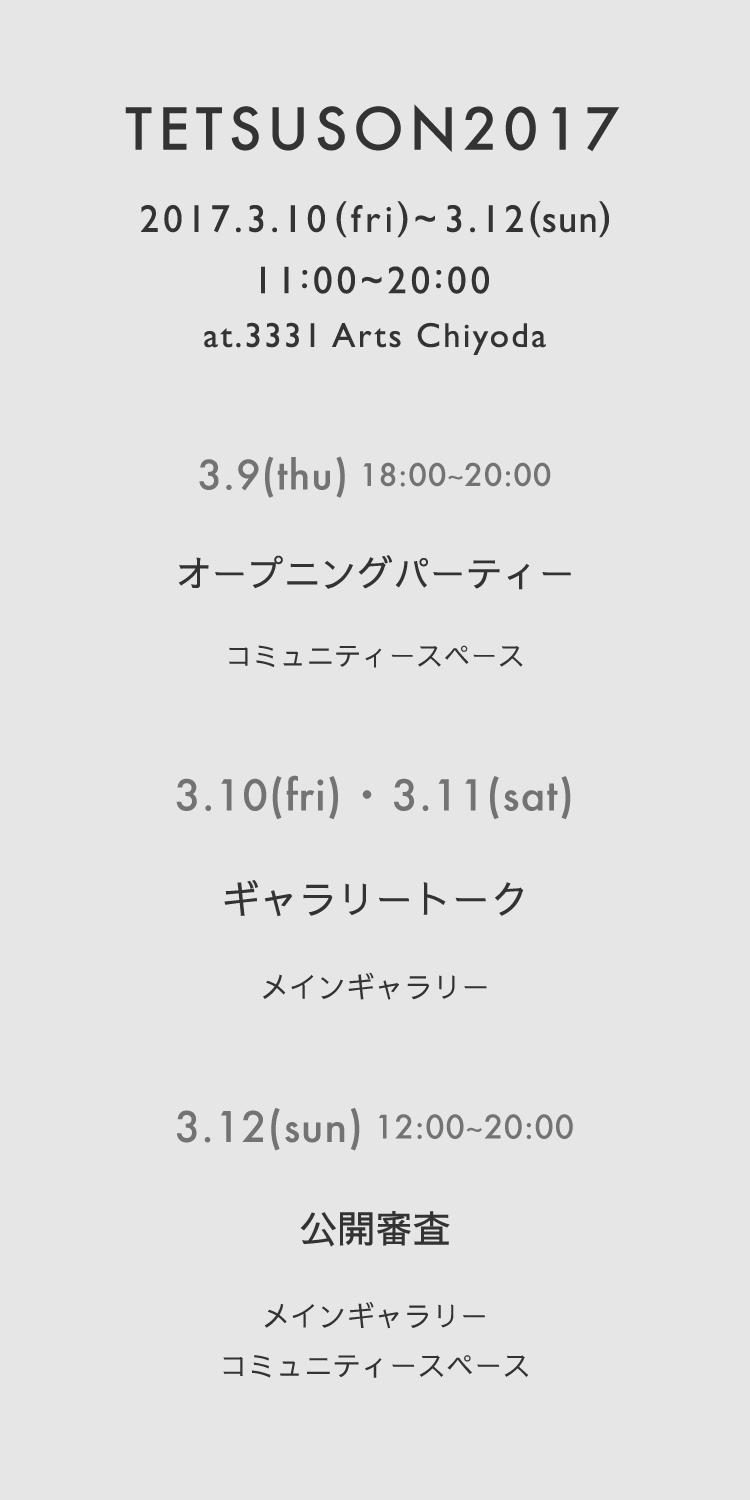 TETSUSON2017
2017.3.10(fri)~3.12(sun)
11:00~20:00
at.3331 Arts Chiyoda
3.9(thu) 18:00~20:00
オープニングパーティー
コミュニティースペース
3.10(fri)・3.11(sat)
ギャラリートーク
メインギャラリー
3.12(sun) 12:00~20:00
公開審査
メインギャラリー
コミュニティースペース